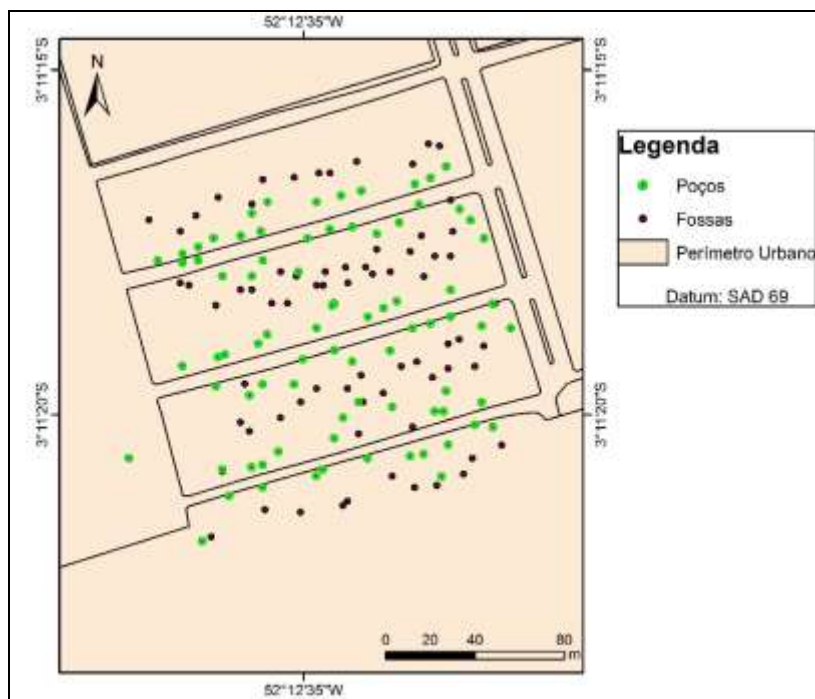 52°12'35"W
3°11'15"S
3°11'15"S
N
Legenda
Poços
Fossas
Perímetro Urbano
Datum: SAD 69
3°11'20"S
3°11'20"S
0 20 40 80
m
52°12'35"W